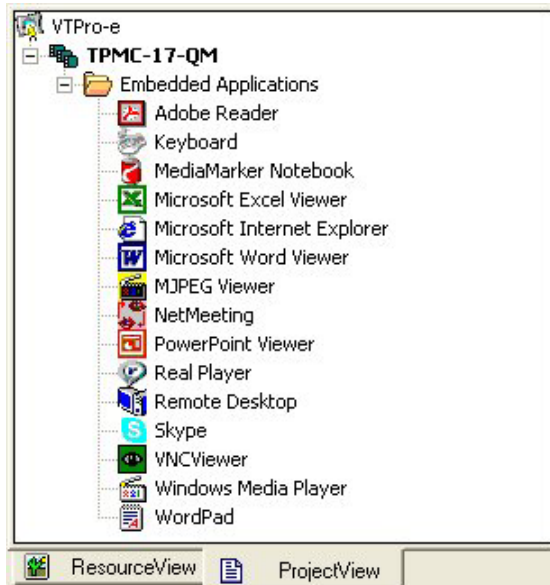 VTPro-e
TPMC-17-QM
Embedded Applications
Adobe Reader
Keyboard
MediaMarker Notebook
Microsoft Excel Viewer
Microsoft Internet Explorer
Microsoft Word Viewer
MJPEG Viewer
NetMeeting
PowerPoint Viewer
Real Player
Remote Desktop
Skype
VNCViewer
Windows Media Player
WordPad
ResourceView ProjectView